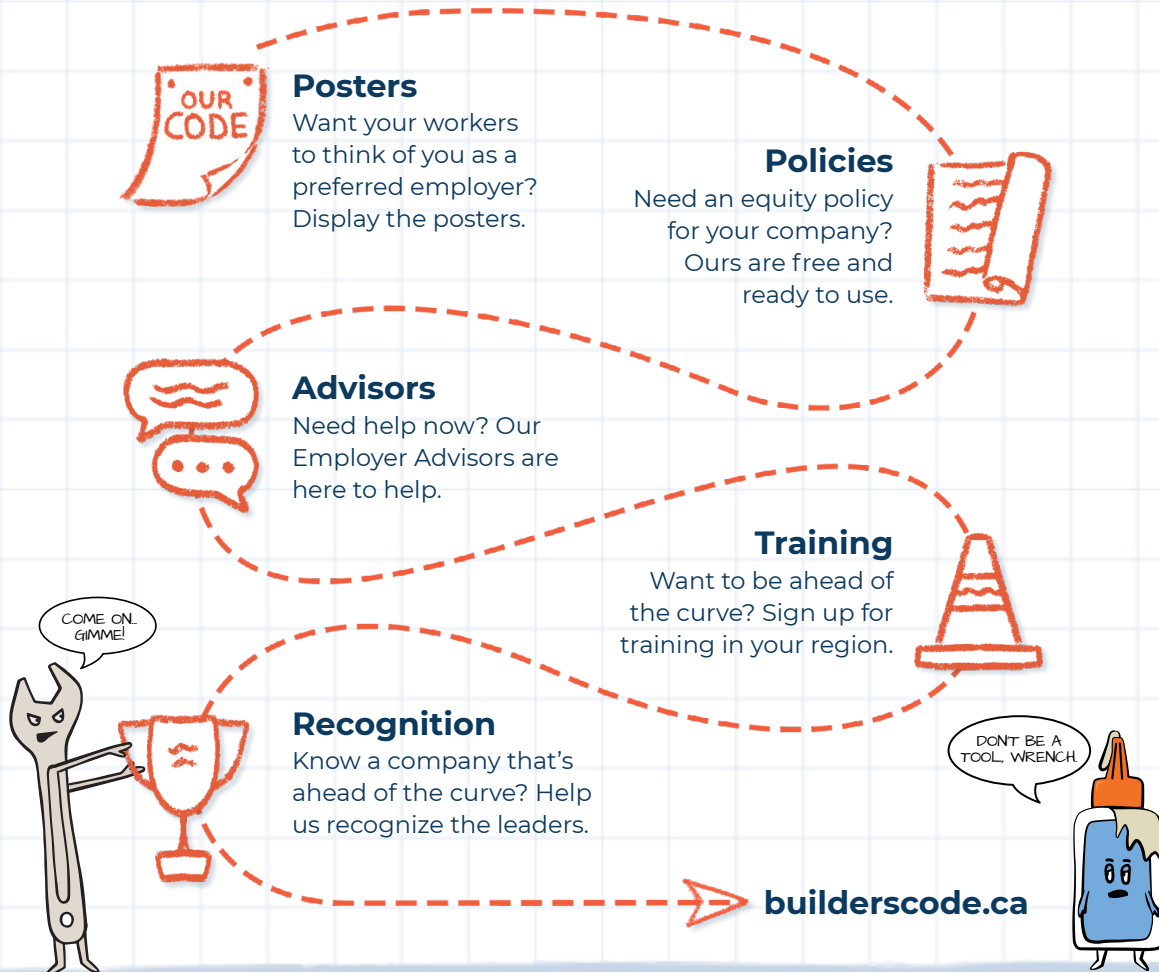 OUR
CODE
Posters
Want your workers
to think of you as a
preferred employer?
Display the posters.
Policies
Need an equity policy
for your company?
Ours are free and
ready to use.
Advisors
Need help now? Our
Employer Advisors are
here to help.
Training
Want to be ahead of
the curve? Sign up for
training in your region.
COME ON...
GIMME!
Recognition
Know a company that's
ahead of the curve? Help
us recognize the leaders.
DON'T BE A
TOOL, WRENCH.
builderscode.ca